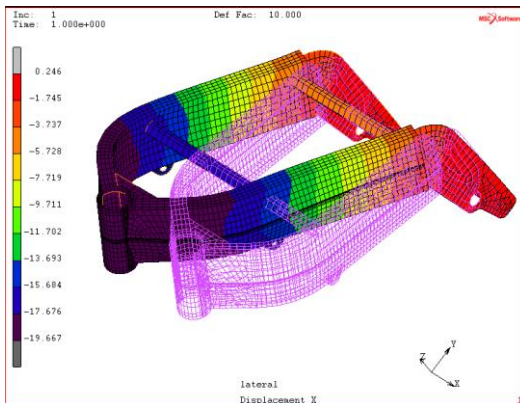 Inc: 1
Time: 1.000e+000
Def Fac: 10.000
MSC Software
0.246
-1.745
-3.737
-5.728
-7.719
-9.711
-11.702
-13.693
-15.684
-17.676
-19.667
Y
Z
X
lateral
Displacement X
1